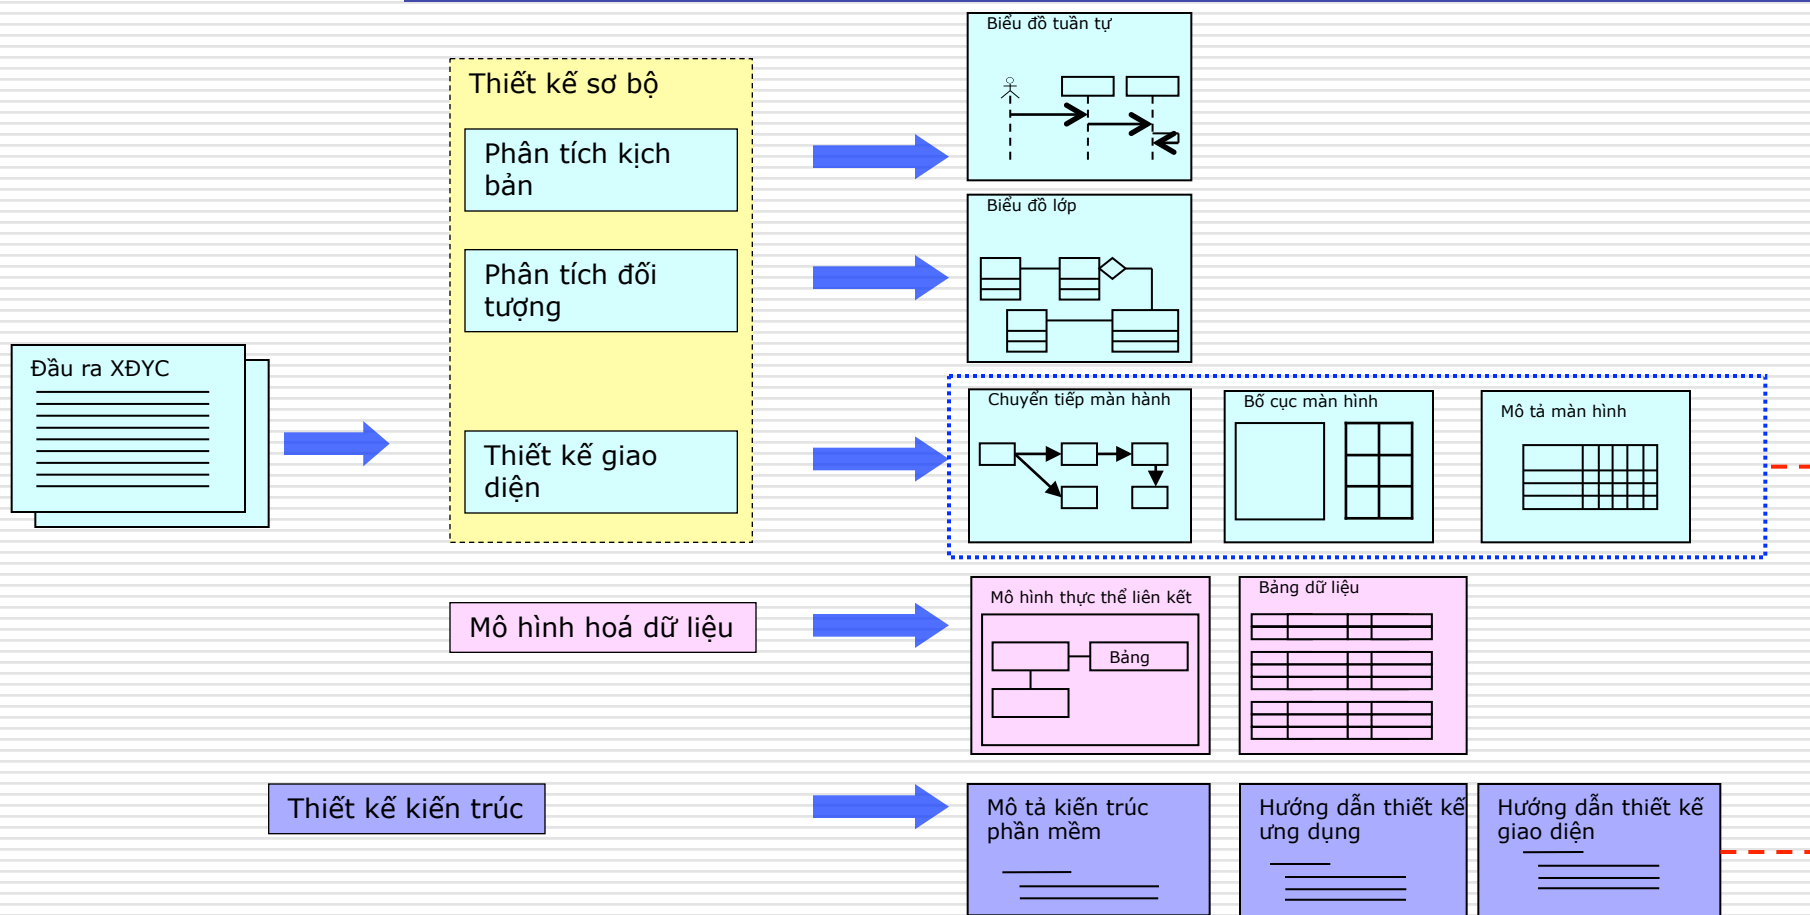 Biểu đồ tuần tự
Thiết kế sơ bộ
Phân tích kịch
bản
Biểu đồ lớp
Phân tích đối
tượng
Đầu ra XĐYC
Chuyển tiếp màn hành
Bố cục màn hình
Mô tả màn hình
Thiết kế giao
diện
Mô hình hoá dữ liệu
Mô hình thực thể liên kết
Bảng
Bảng dữ liệu
Thiết kế kiến trúc
Mô tả kiến trúc
phần mềm
Hướng dẫn thiết kế
ứng dụng
Hướng dẫn thiết kế
giao diện